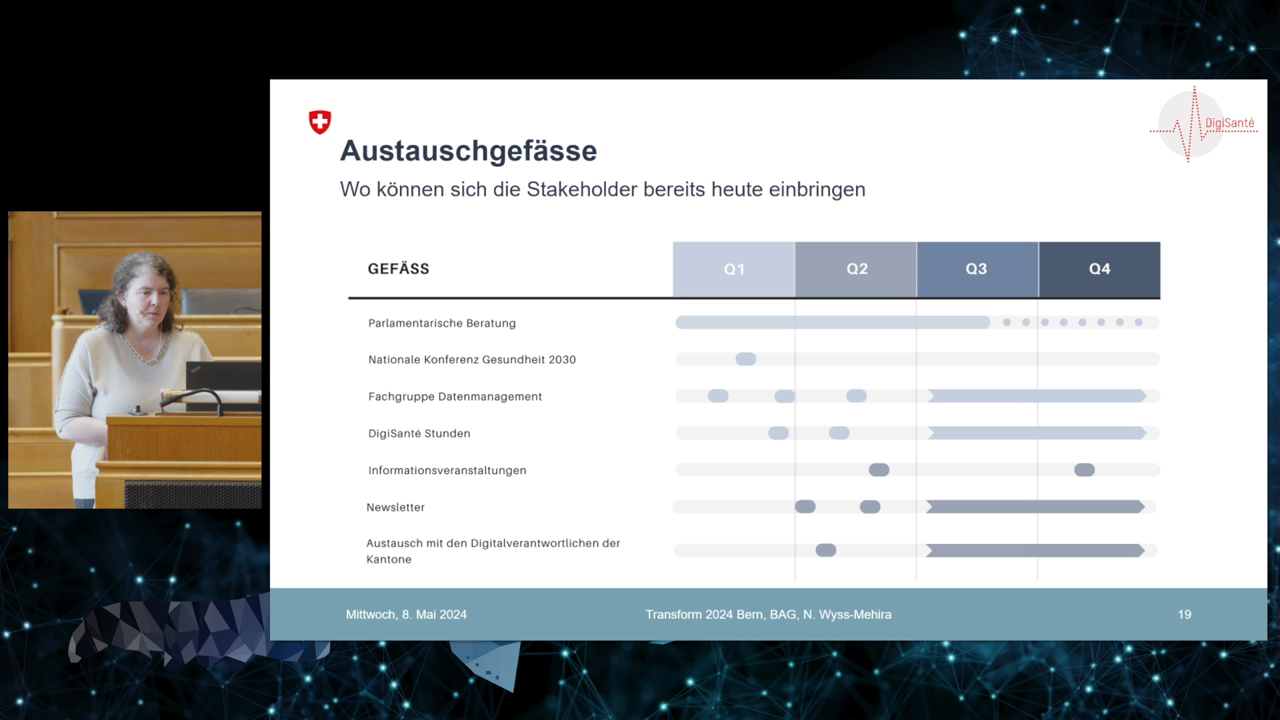 DigiSanté
Austauschgefässe
Wo können sich die Stakeholder bereits heute einbringen
GEFÄSS
Q1
Q2
Q3
Q4
Parlamentarische Beratung
Nationale Konferenz Gesundheit 2030
Fachgruppe Datenmanagement
DigiSanté Stunden
Informationsveranstaltungen
Newsletter
Austausch mit den Digitalverantwortlichen der
Kantone
Mittwoch, 8. Mai 2024
Transform 2024 Bern, BAG, N. Wyss-Mehira
19